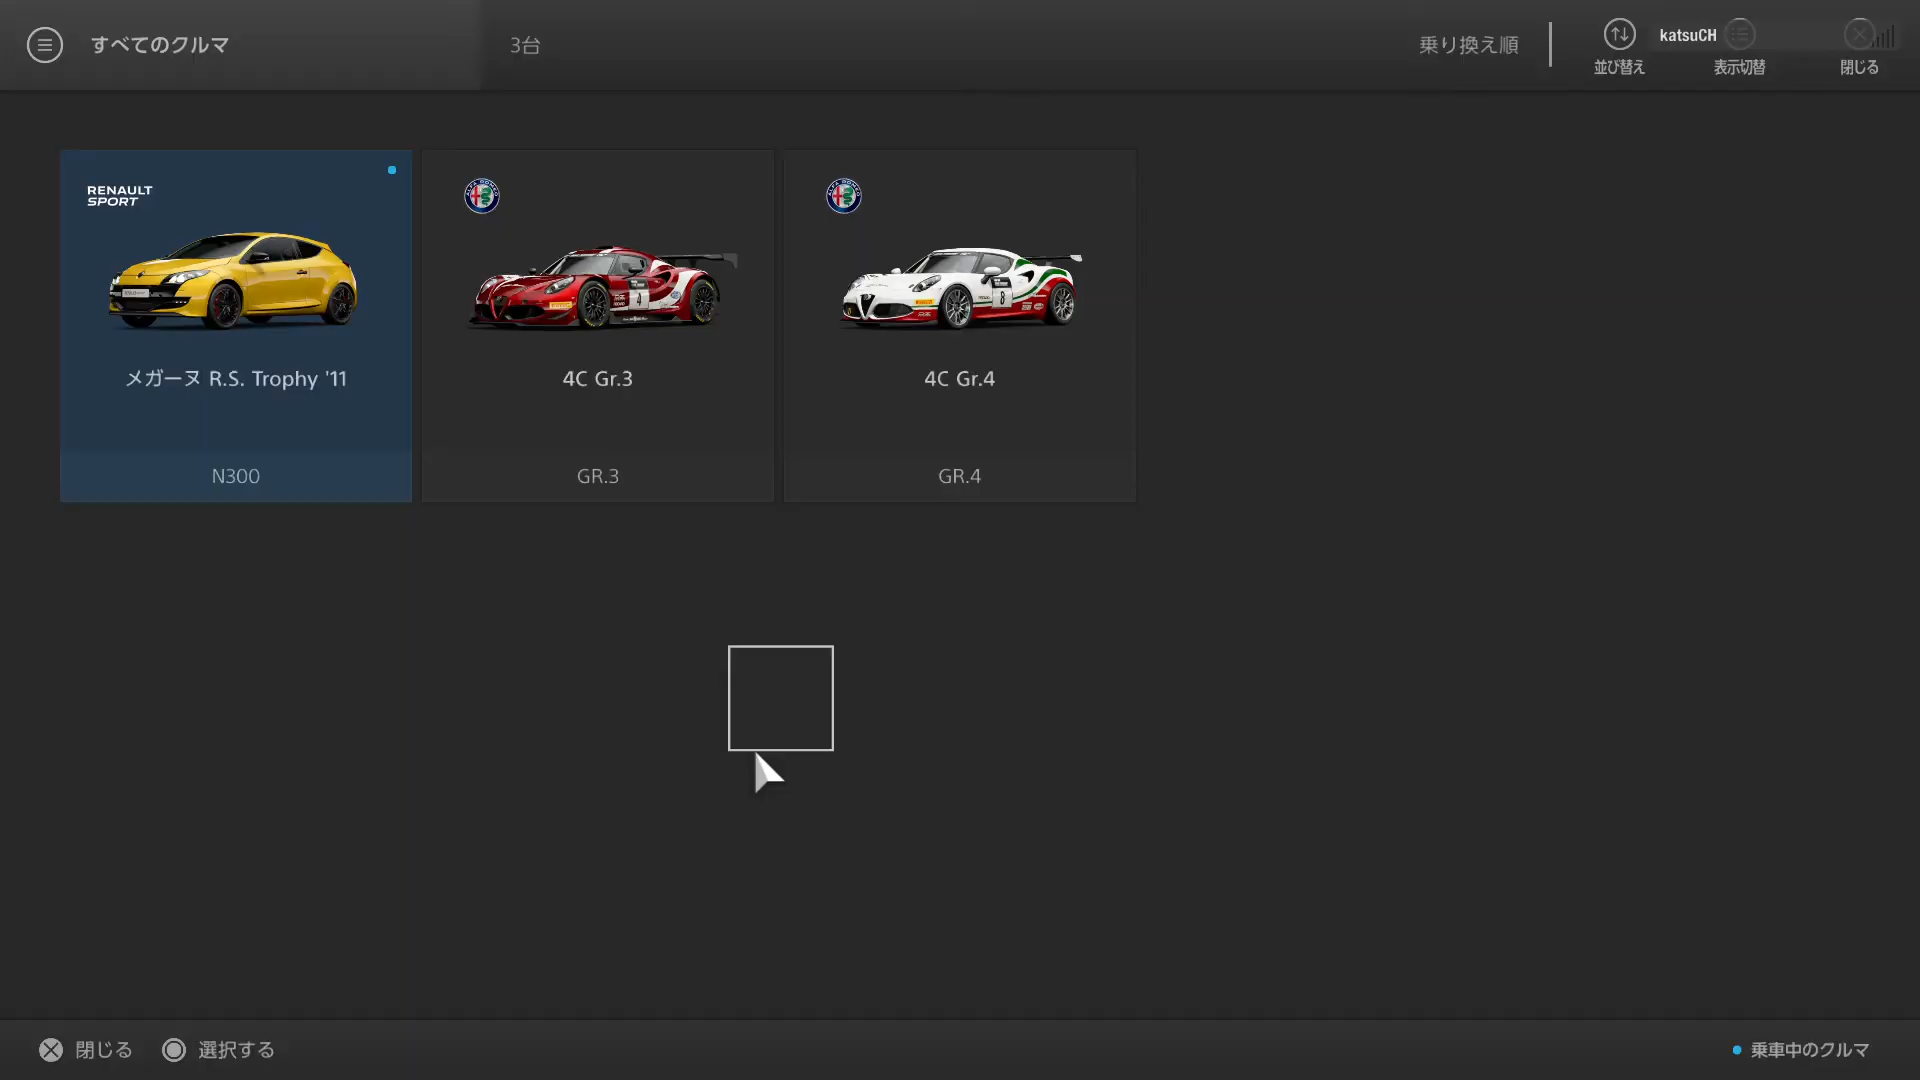 すべてのクルマ
3台
乗り換え順
並び替え
katsuCH
表示切替
閉じる
RENAULT
SPORT
メガーヌ R.S. Trophy '11
N300
4
4C Gr.3
GR.3
8
4C Gr.4
GR.4
閉じる
選択する
乗車中のクルマ